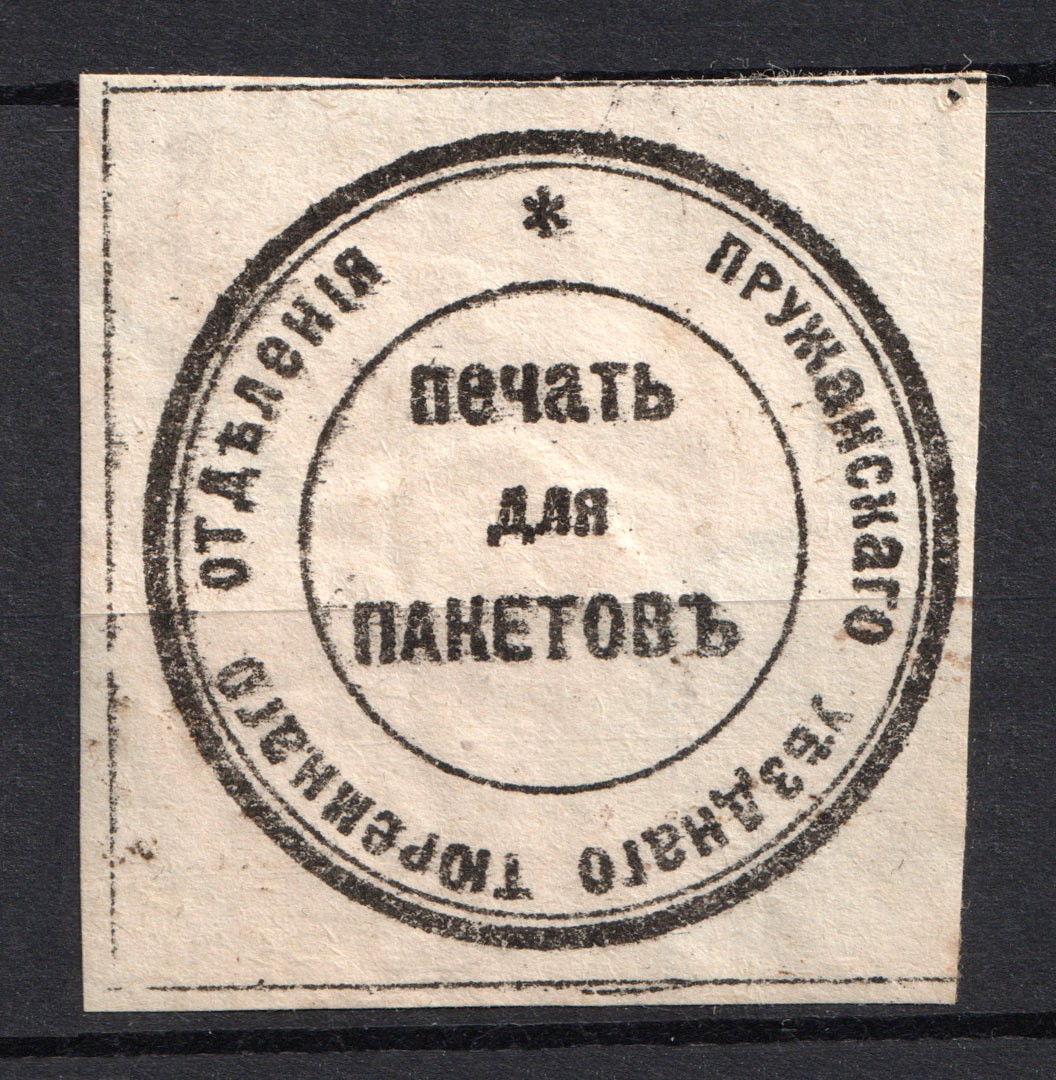 * ПРУЖАНСКАГО УѢЗДНАГО ТЮРЕМНАГО ОТДѢЛЕНІЯ
ПЕЧАТЬ
ДЛЯ
ПАКЕТОВЪ